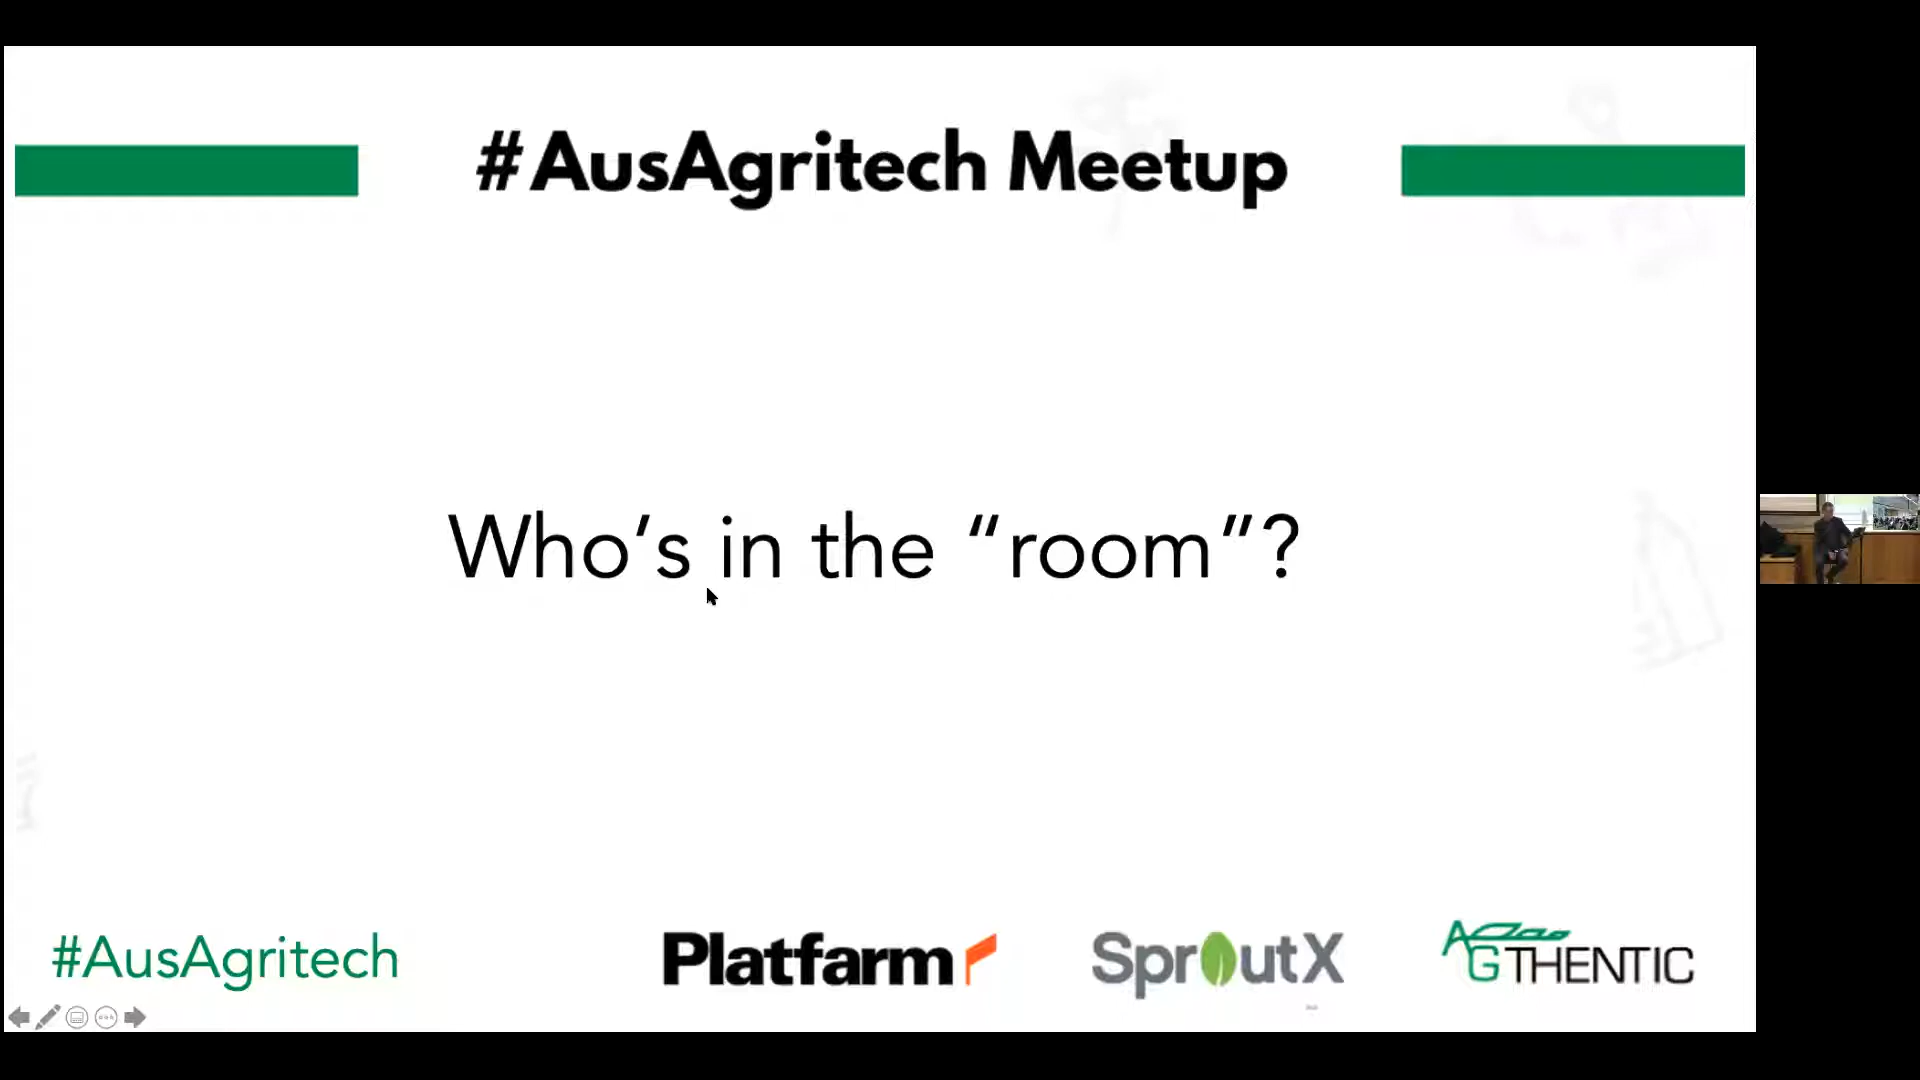 #AusAgritech Meetup
Who's in the “room”?
#AusAgritech
Platfarm
SproutX
AGTHENTIC